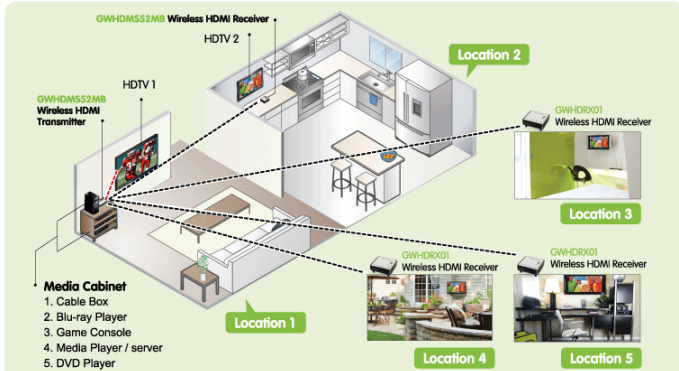 GWHDMS52MB Wireless HDMI Receiver
HDTV 2
Location 2
HDTV 1
GWHDMS52MB
Wireless HDMI
Transmitter
GWHDRX01
Wireless HDMI Receiver
Location 3
Media Cabinet
1. Cable Box
2. Blu-ray Player
3. Game Console
4. Media Player / server
5. DVD Player
Location 1
GWHDRX01
Wireless HDMI Receiver
Location 4
GWHDRX01
Wireless HDMI Receiver
Location 5